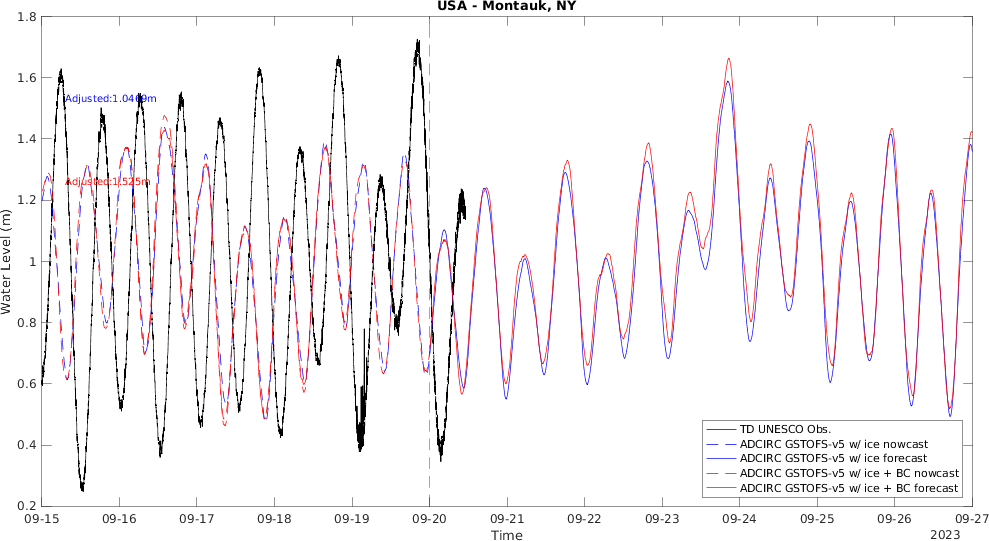 USA - Montauk, NY
1.8
1.6
1.4
1.2
1
0.8
0.6
0.4
0.2
Water Level (m)
Adjusted:1.0469m
Adjusted:1.525m
TD UNESCO Obs.
ADCIRC GSTOFS-v5 w/ ice nowcast
ADCIRC GSTOFS-v5 w/ ice forecast
ADCIRC GSTOFS-v5 w/ ice + BC nowcast
ADCIRC GSTOFS-v5 w/ ice + BC forecast
09-15 09-16 09-17 09-18 09-19 09-20 09-21 09-22 09-23 09-24 09-25 09-26 09-27
Time
2023